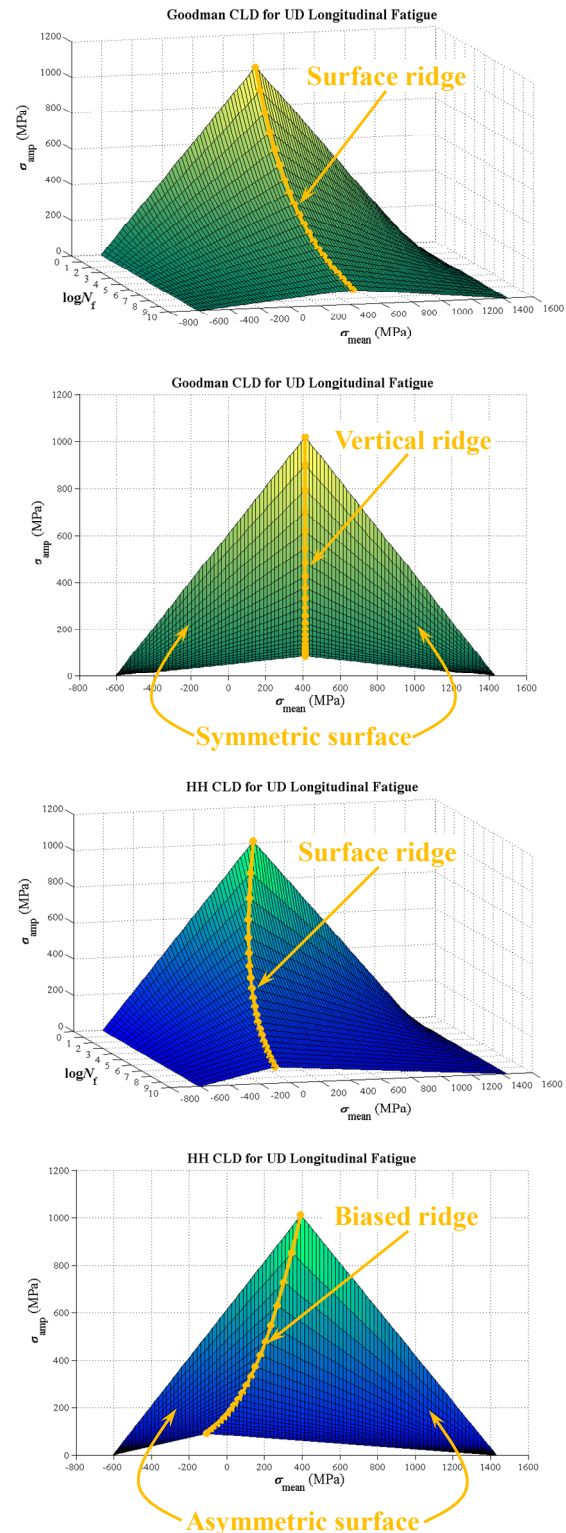 Goodman CLD for UD Longitudinal Fatigue
1200
1000
800
600
400
200
0
σamp (MPa)
Surface ridge
0 1 2 3 4 5 6 7 8 9 10
logNf
-800 -600 -400 -200 0 200 400 600 800 1000 1200 1400 1600
σmean (MPa)
Goodman CLD for UD Longitudinal Fatigue
1200
1000
800
600
400
200
0
σamp (MPa)
Vertical ridge
-800 -600 -400 -200 0 200 400 600 800 1000 1200 1400 1600
σmean (MPa)
Symmetric surface
HH CLD for UD Longitudinal Fatigue
1200
1000
800
600
400
200
0
σamp (MPa)
Surface ridge
0 1 2 3 4 5 6 7 8 9 10
logNf
-800 -600 -400 -200 0 200 400 600 800 1000 1200 1400 1600
σmean (MPa)
HH CLD for UD Longitudinal Fatigue
1200
1000
800
600
400
200
0
σamp (MPa)
Biased ridge
-800 -600 -400 -200 0 200 400 600 800 1000 1200 1400 1600
σmean (MPa)
Asymmetric surface